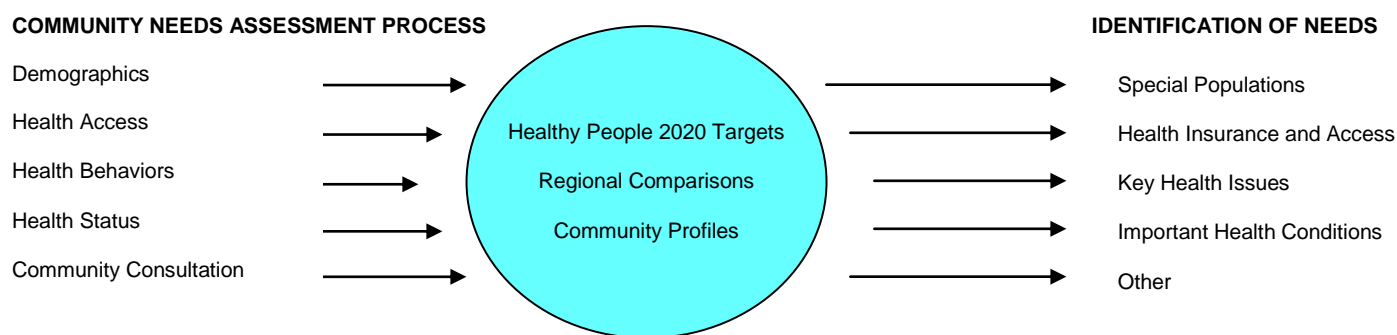 COMMUNITY NEEDS ASSESSMENT PROCESS
Demographics
Health Access
Health Behaviors
Health Status
Community Consultation
Healthy People 2020 Targets
Regional Comparisons
Community Profiles
IDENTIFICATION OF NEEDS
Special Populations
Health Insurance and Access
Key Health Issues
Important Health Conditions
Other